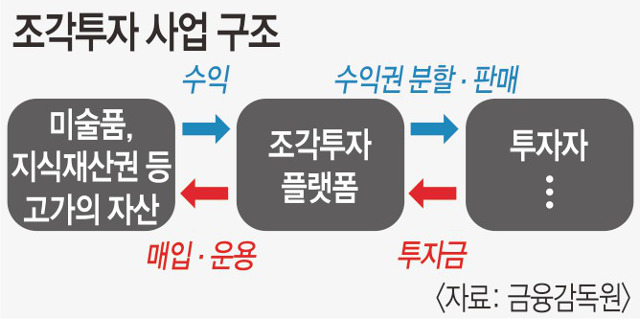 조각투자 사업 구조
수익
수익권 분할·판매
미술품,
지식재산권 등
고가의 자산
조각투자
플랫폼
투자자
⋮
매입·운용
투자금
〈자료: 금융감독원〉